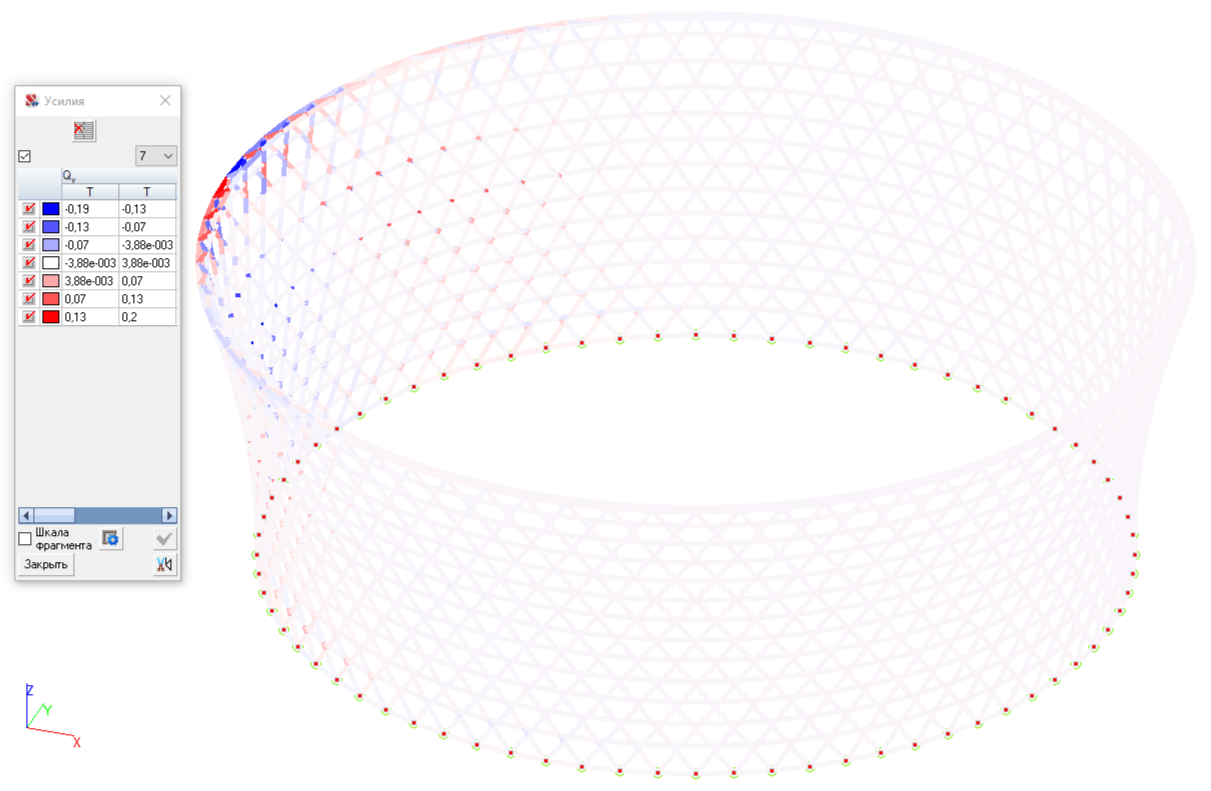 Усилия
7
Qy
T T
-0,19 -0,13
-0,13 -0,07
-0,07 -3,88e-003
-3,88e-003 3,88e-003
3,88e-003 0,07
0,07 0,13
0,13 0,2
Шкала
фрагмента
Закрыть
Z
Y
X